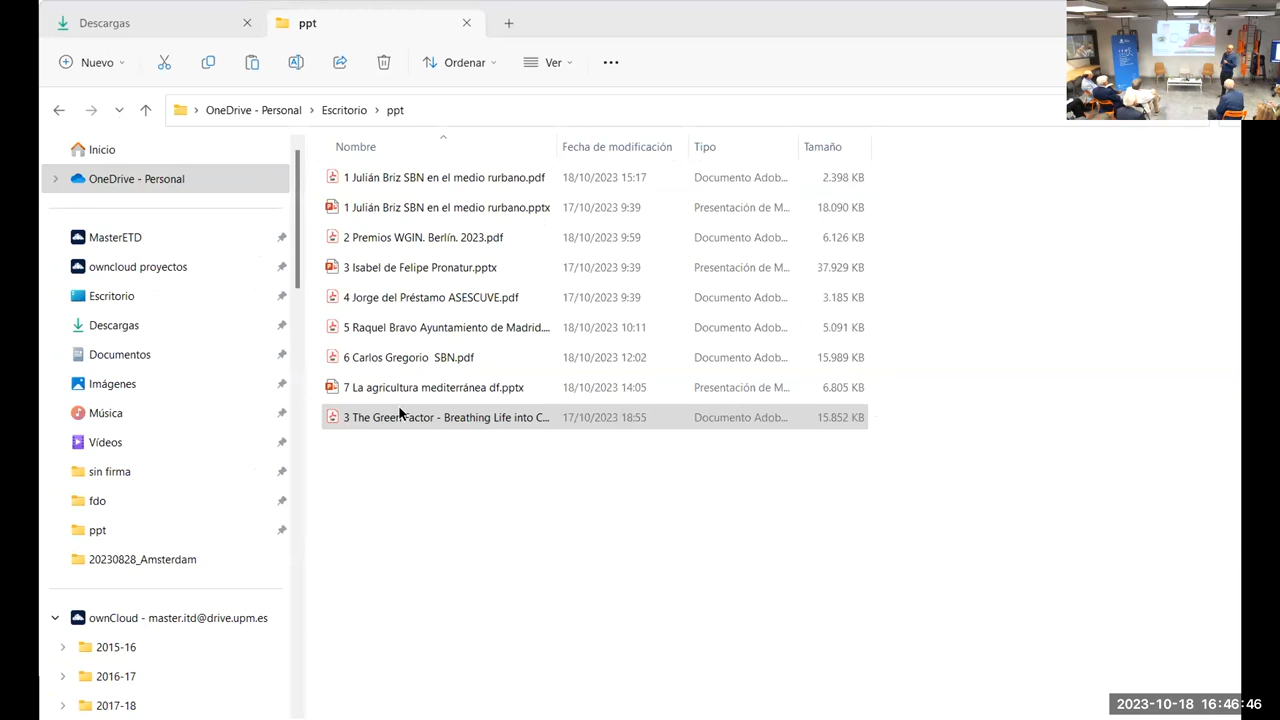 Descargas
ppt
Nuevo
Ordenar
Ver
OneDrive - Personal > Escritorio > ppt
Inicio
OneDrive - Personal
MasterETD
owncloud proyectos
Escritorio
Descargas
Documentos
Imágenes
Música
Vídeos
sin firma
fdo
ppt
20230828_Amsterdam
ownCloud - master.itd@drive.upm.es
2015-16
2016-17
2017-18
Nombre Fecha de modificación Tipo Tamaño
1 Julián Briz SBN en el medio rurbano.pdf 18/10/2023 15:17 Documento Adob... 2.398 KB
1 Julián Briz SBN en el medio rurbano.pptx 17/10/2023 9:39 Presentación de M... 18.090 KB
2 Premios WGIN. Berlín. 2023.pdf 18/10/2023 9:59 Documento Adob... 6.126 KB
3 Isabel de Felipe Pronatur.pptx 17/10/2023 9:39 Presentación de M... 37.929 KB
4 Jorge del Préstamo ASESCUVE.pdf 17/10/2023 9:39 Documento Adob... 3.185 KB
5 Raquel Bravo Ayuntamiento de Madrid.... 18/10/2023 10:11 Documento Adob... 5.091 KB
6 Carlos Gregorio SBN.pdf 18/10/2023 12:02 Documento Adob... 15.989 KB
7 La agricultura mediterránea df.pptx 18/10/2023 14:05 Presentación de M... 6.805 KB
3 The Green Factor - Breathing Life into C... 17/10/2023 18:55 Documento Adob... 15.852 KB
2023-10-18 16:46:46